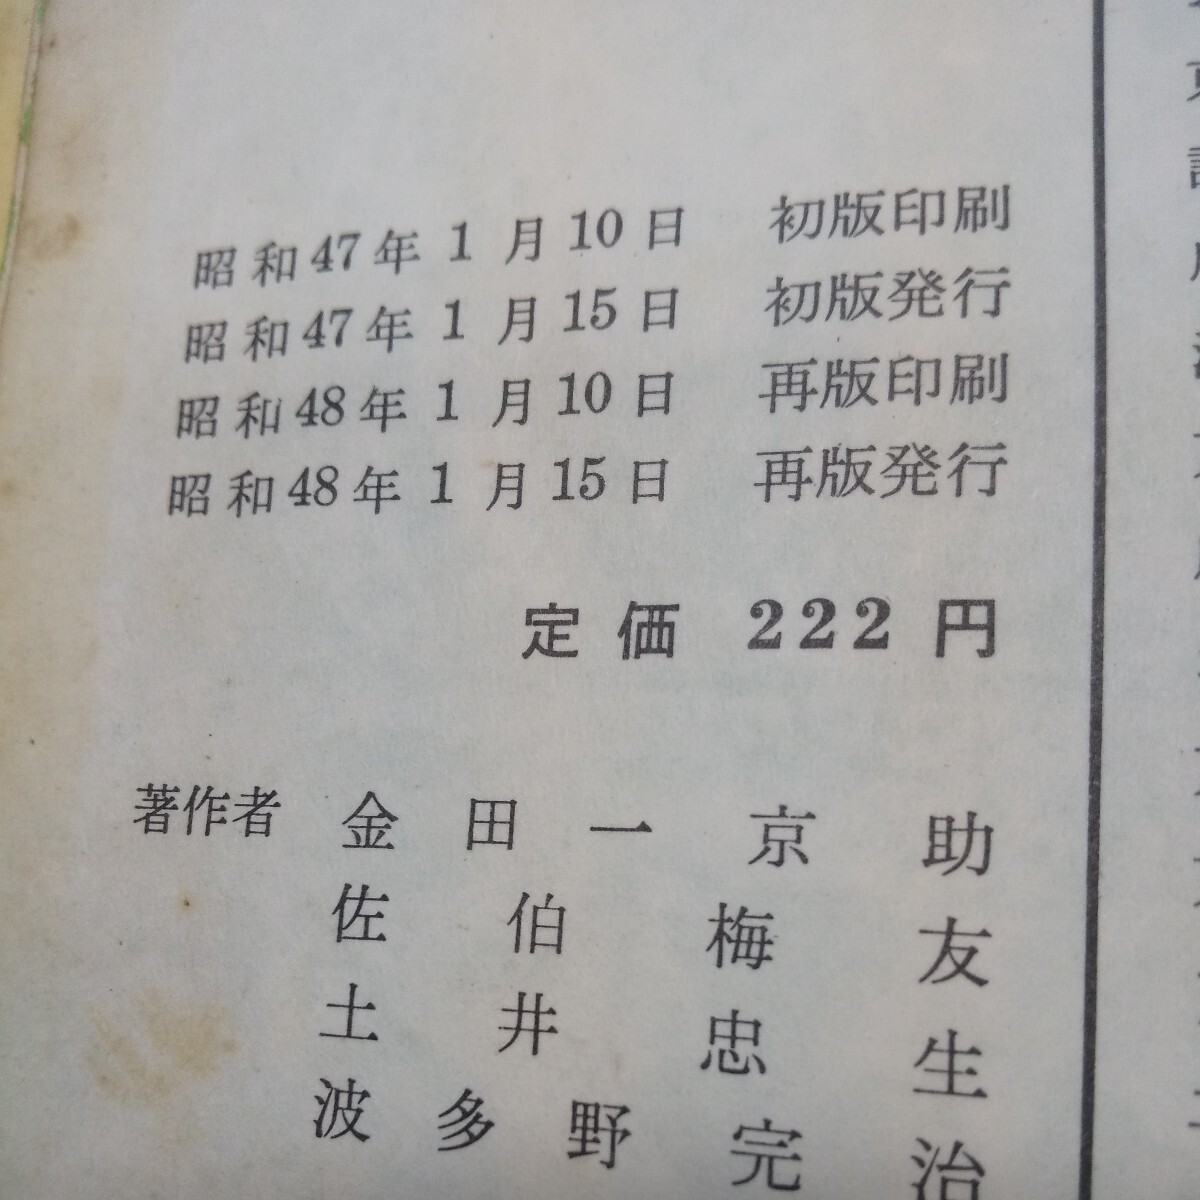 昭和47年1月10日 初版印刷
昭和47年1月15日 初版発行
昭和48年1月10日 再版印刷
昭和48年1月15日 再版発行
定価 222円
著作者 金田一京助
佐伯梅友
土井忠生
波多野完治